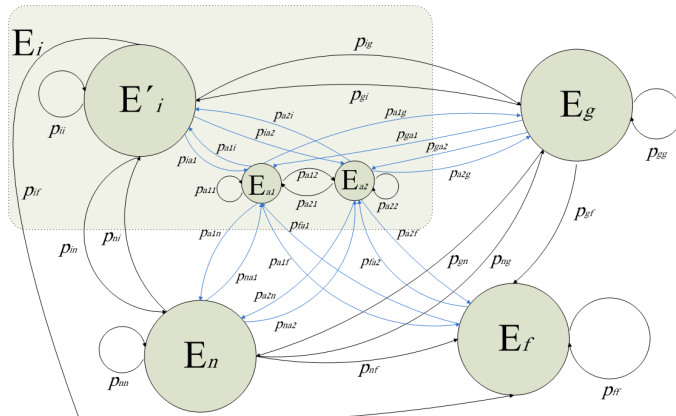 Ei
E´i
Eg
Ea1
Ea2
En
Ef
pig
pgi
pii
pa2i
pia2
pa1g
pga1
pga2
pa2g
pgg
pa1i
pia1
pa12
pa11
pa21
pa22
pif
pin
pni
pa1n
pfa1
pa2f
pgf
pna1
pa1f
pfa2
pgn
png
pa2n
pna2
pnn
pnf
pff